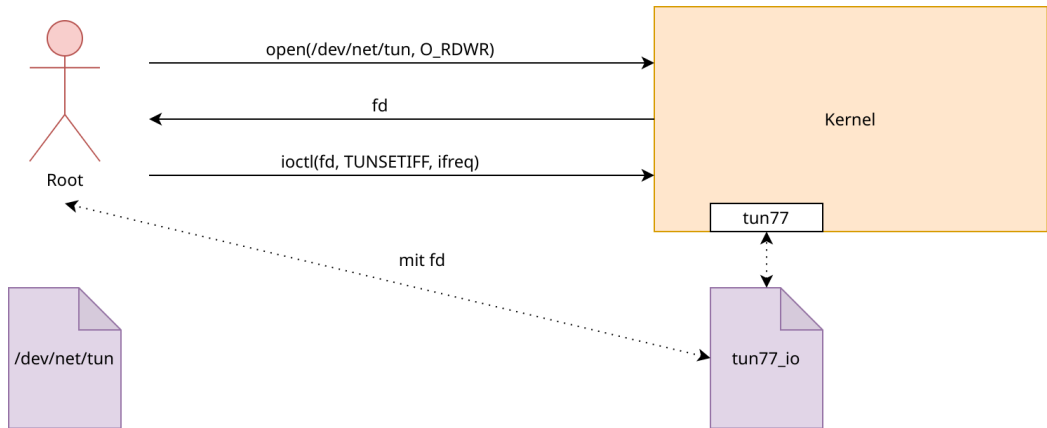 open(/dev/net/tun, O_RDWR)
fd
Kernel
ioctl(fd, TUNSETIFF, ifreq)
Root
tun77
mit fd
/dev/net/tun
tun77_io